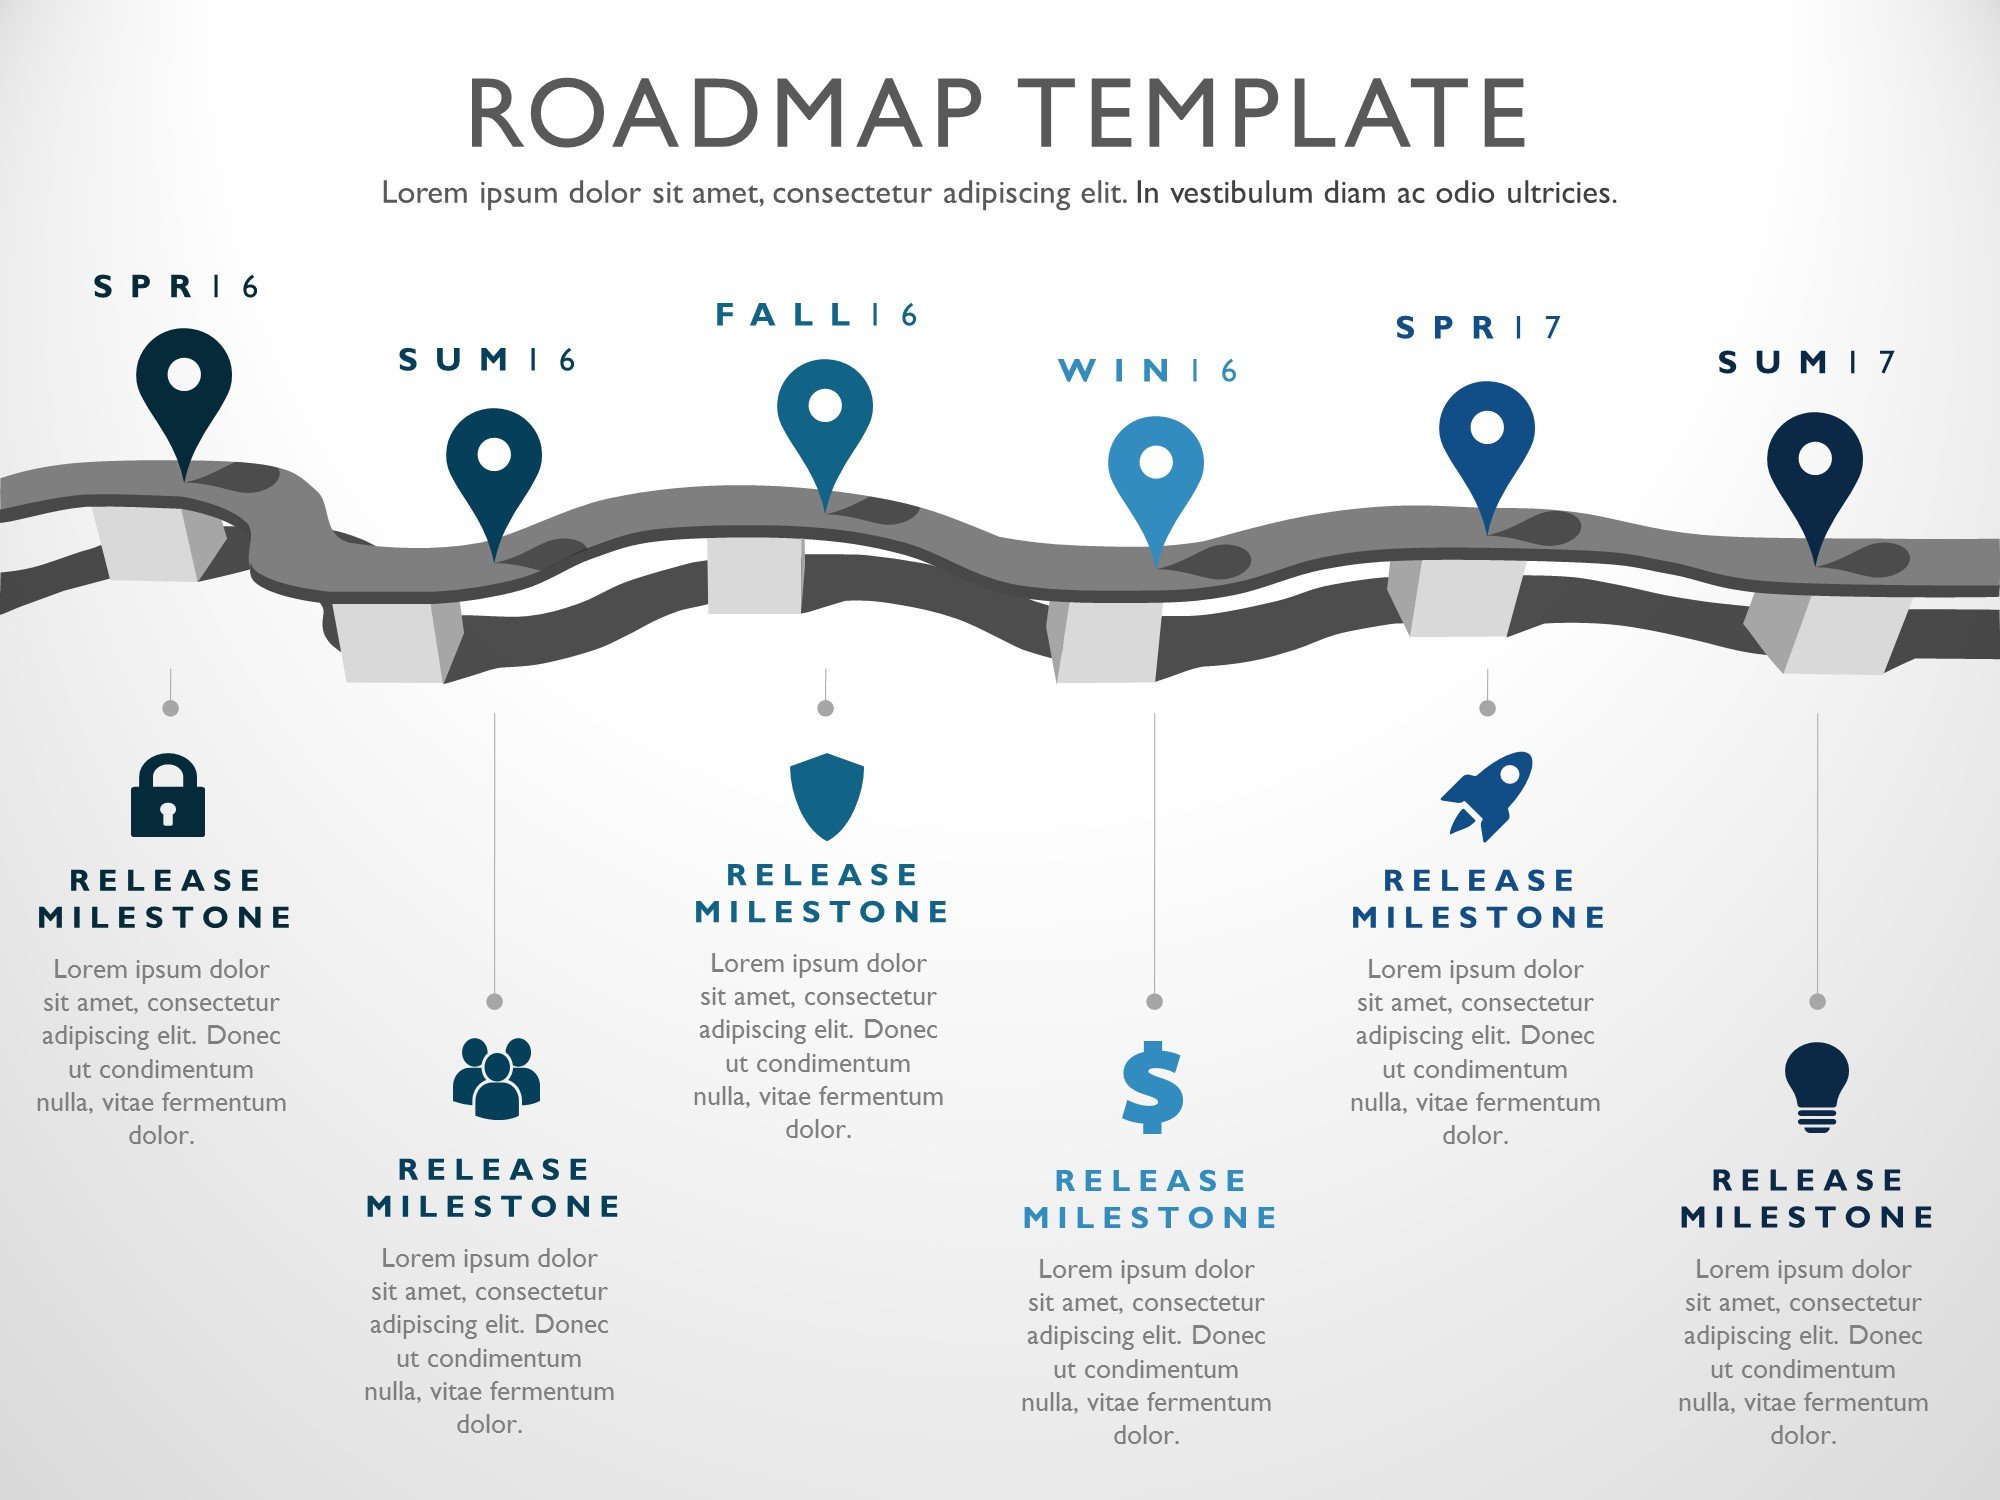 ROADMAP TEMPLATE
Lorem ipsum dolor sit amet, consectetur adipiscing elit. In vestibulum diam ac odio ultricies.
SPR16
SUM16
FALL16
WIN16
SPR17
SUM17
RELEASE
MILESTONE
Lorem ipsum dolor
sit amet, consectetur
adipiscing elit. Donec
ut condimentum
nulla, vitae fermentum
dolor.
RELEASE
MILESTONE
Lorem ipsum dolor
sit amet, consectetur
adipiscing elit. Donec
ut condimentum
nulla, vitae fermentum
dolor.
RELEASE
MILESTONE
Lorem ipsum dolor
sit amet, consectetur
adipiscing elit. Donec
ut condimentum
nulla, vitae fermentum
dolor.
$
RELEASE
MILESTONE
Lorem ipsum dolor
sit amet, consectetur
adipiscing elit. Donec
ut condimentum
nulla, vitae fermentum
dolor.
RELEASE
MILESTONE
Lorem ipsum dolor
sit amet, consectetur
adipiscing elit. Donec
ut condimentum
nulla, vitae fermentum
dolor.
RELEASE
MILESTONE
Lorem ipsum dolor
sit amet, consectetur
adipiscing elit. Donec
ut condimentum
nulla, vitae fermentum
dolor.